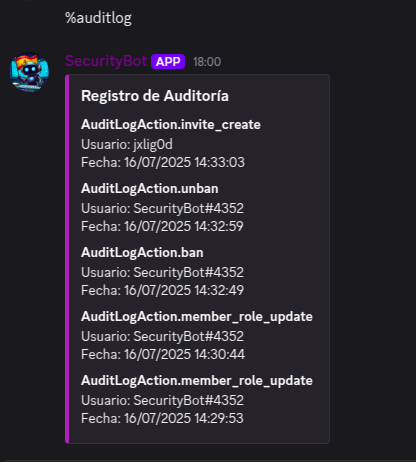 %auditlog
SecurityBot APP 18:00
Registro de Auditoría
AuditLogAction.invite_create
Usuario: jxlig0d
Fecha: 16/07/2025 14:33:03
AuditLogAction.unban
Usuario: SecurityBot#4352
Fecha: 16/07/2025 14:32:59
AuditLogAction.ban
Usuario: SecurityBot#4352
Fecha: 16/07/2025 14:32:49
AuditLogAction.member_role_update
Usuario: SecurityBot#4352
Fecha: 16/07/2025 14:30:44
AuditLogAction.member_role_update
Usuario: SecurityBot#4352
Fecha: 16/07/2025 14:29:53